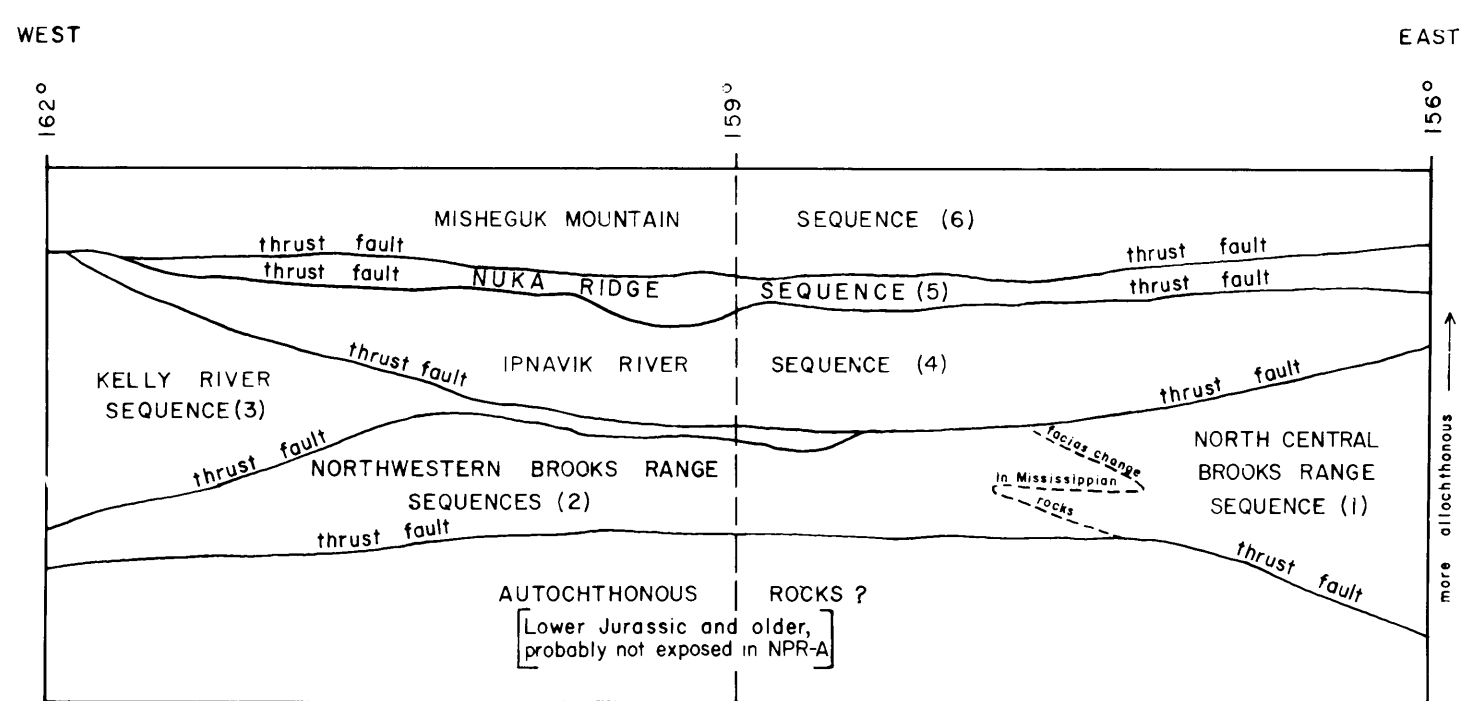 WEST
EAST
162°
159°
156°
MISHEGUK MOUNTAIN SEQUENCE (6)
thrust fault
thrust fault
thrust fault
NUKA RIDGE SEQUENCE (5)
thrust fault
thrust fault
IPNAVIK RIVER SEQUENCE (4)
KELLY RIVER
SEQUENCE (3)
thrust fault
thrust fault
NORTHWESTERN BROOKS RANGE
SEQUENCES (2)
facias change
In Mississippian
rocks
NORTH CENTRAL
BROOKS RANGE
SEQUENCE (1)
more allochthonous
thrust fault
thrust fault
AUTOCHTHONOUS ROCKS ?
[Lower Jurassic and older,
probably not exposed in NPR-A]